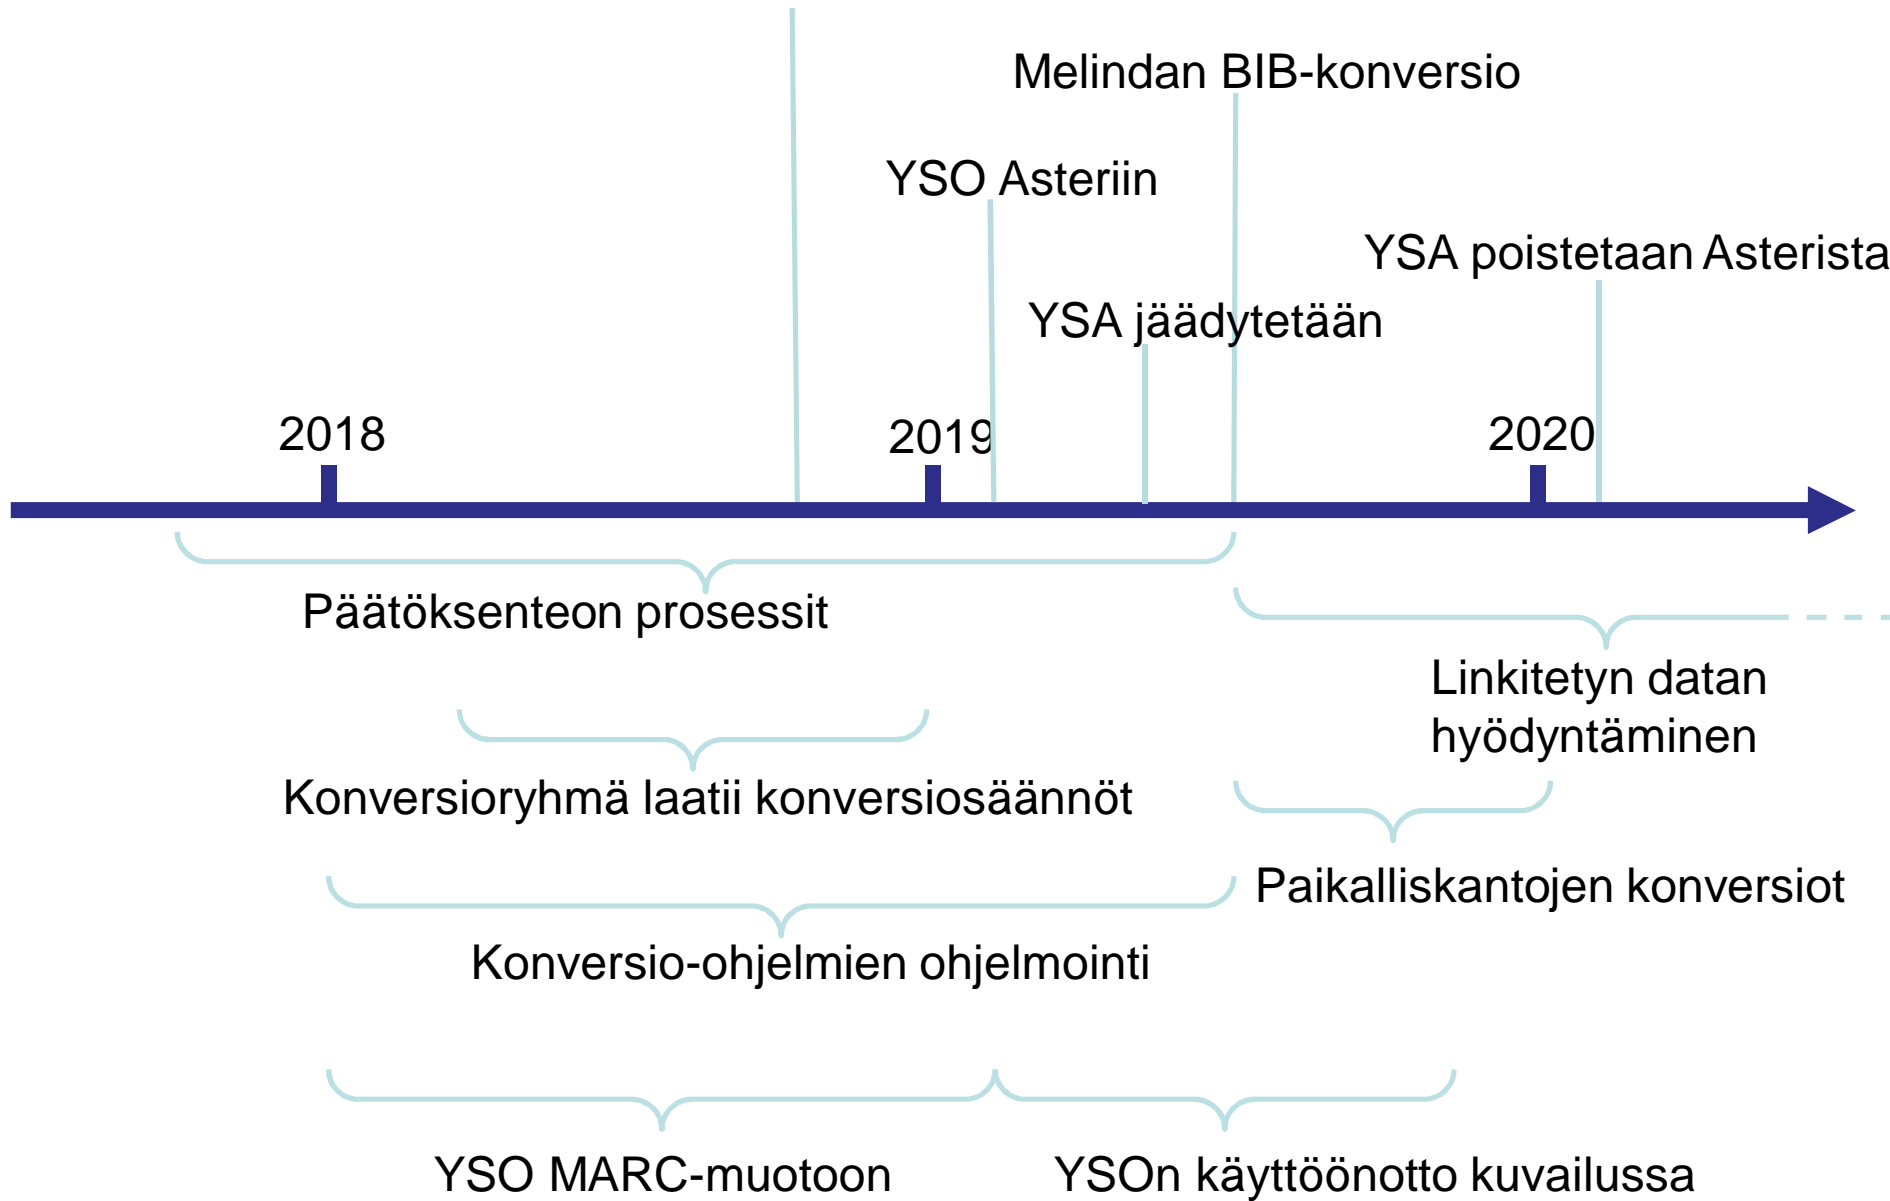 Melindan BIB-konversio
YSO Asteriin
YSA poistetaan Asterista
YSA jäädytetään
2018
2019
2020
Päätöksenteon prosessit
Linkitetyn datan
hyödyntäminen
Konversioryhmä laatii konversiosäännöt
Paikalliskantojen konversiot
Konversio-ohjelmien ohjelmointi
YSO MARC-muotoon
YSOn käyttöönotto kuvailussa